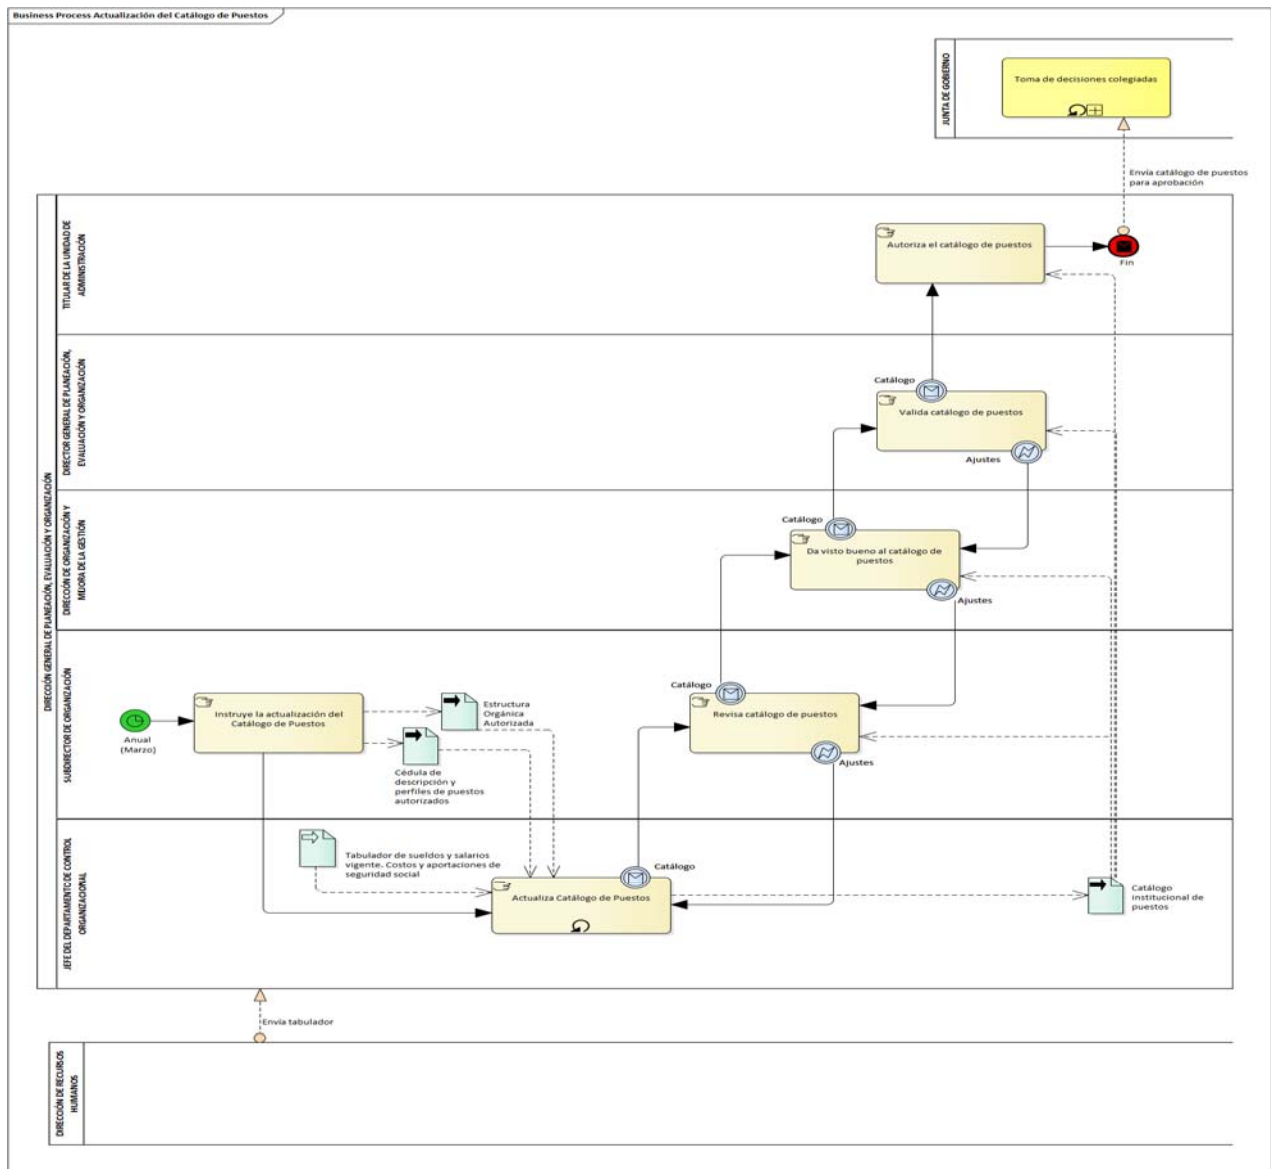 Business Process Actualización del Catálogo de Puestos
JUNTA DE GOBIERNO
Toma de decisiones colegiadas
Envía catálogo de puestos
para aprobación
DIRECCIÓN GENERAL DE PLANEACIÓN, EVALUACIÓN Y ORGANIZACIÓN
TITULAR DE LA UNIDAD DE
ADMINISTRACIÓN
Autoriza el catálogo de puestos
Fin
DIRECTOR GENERAL DE PLANEACIÓN,
EVALUACIÓN Y ORGANIZACIÓN
Catálogo
Valida catálogo de puestos
Ajustes
DIRECCIÓN DE ORGANIZACIÓN Y
MEJORA DE LA GESTIÓN
Catálogo
Da visto bueno al catálogo de
puestos
Ajustes
SUBDIRECTOR DE ORGANIZACIÓN
Anual
(Marzo)
Instruye la actualización del
Catálogo de Puestos
Estructura
Orgánica
Autorizada
Cédula de
descripción y
perfiles de puestos
autorizados
Catálogo
Revisa catálogo de puestos
Ajustes
JEFE DEL DEPARTAMENTO DE CONTROL
ORGANIZACIONAL
Tabulador de sueldos y salarios
vigente. Costos y aportaciones de
seguridad social
Catálogo
Actualiza Catálogo de Puestos
Catálogo
institucional de
puestos
Envía tabulador
DIRECCIÓN DE RECURSOS
HUMANOS